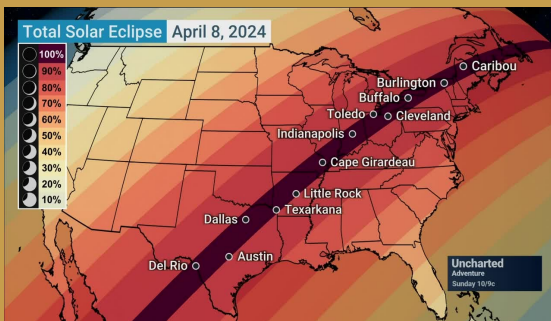 Total Solar Eclipse April 8, 2024
100%
90%
80%
70%
60%
50%
40%
30%
20%
10%
Caribou
Burlington
Buffalo
Toledo
Cleveland
Indianapolis
Cape Girardeau
Little Rock
Texarkana
Dallas
Austin
Del Rio
Uncharted
Adventure
Sunday 10/9c